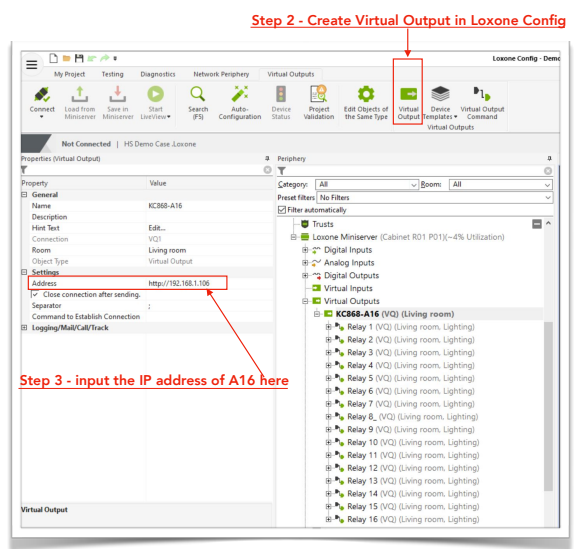 Step 2 - Create Virtual Output in Loxone Config
Loxone Config - Demo
My Project Testing Diagnostics Network Periphery Virtual Outputs
Connect Load from Miniserver Save in Miniserver Start LiveView Search (F5) Auto-Configuration Device Status Project Validation Edit Objects of the Same Type Virtual Output Device Templates Virtual Output Command
Virtual Outputs
Not Connected | HS Demo Case .Loxone
Properties (Virtual Output)
Property Value
General
Name KC868-A16
Description
Hint Text Edit...
Connection VQ1
Room Living room
Object Type Virtual Output
Settings
Address http://192.168.1.106
Close connection after sending.
Separator ;
Command to Establish Connection
Logging/Mail/Call/Track
Step 3 - input the IP address of A16 here
Virtual Output
Periphery
Category: All Room: All
Preset filters No Filters
Filter automatically
Trusts
Loxone Miniserver (Cabinet R01 P01)(~4% Utilization)
Digital Inputs
Analog Inputs
Digital Outputs
Virtual Inputs
Virtual Outputs
KC868-A16 (VQ) (Living room)
Relay 1 (VQ) (Living room, Lighting)
Relay 2 (VQ) (Living room, Lighting)
Relay 3 (VQ) (Living room, Lighting)
Relay 4 (VQ) (Living room, Lighting)
Relay 5 (VQ) (Living room, Lighting)
Relay 6 (VQ) (Living room, Lighting)
Relay 7 (VQ) (Living room, Lighting)
Relay 8_ (VQ) (Living room, Lighting)
Relay 9 (VQ) (Living room, Lighting)
Relay 10 (VQ) (Living room, Lighting)
Relay 11 (VQ) (Living room, Lighting)
Relay 12 (VQ) (Living room, Lighting)
Relay 13 (VQ) (Living room, Lighting)
Relay 14 (VQ) (Living room, Lighting)
Relay 15 (VQ) (Living room, Lighting)
Relay 16 (VQ) (Living room, Lighting)